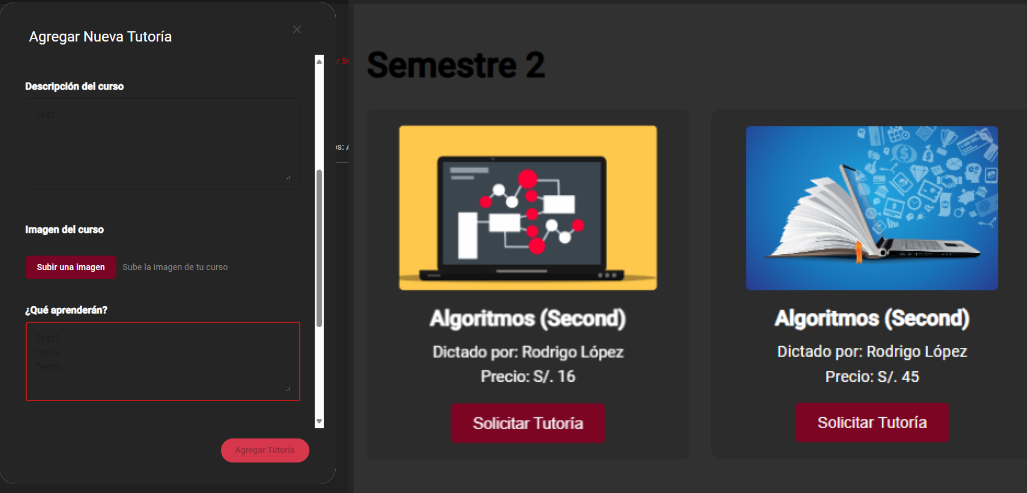 Agregar Nueva Tutoría
Descripción del curso
Test
Imagen del curso
Subir una imagen
Sube la imagen de tu curso
¿Qué aprenderán?
Agregar Tutoría
Semestre 2
Algoritmos (Second)
Dictado por: Rodrigo López
Precio: S/. 16
Solicitar Tutoría
Algoritmos (Second)
Dictado por: Rodrigo López
Precio: S/. 45
Solicitar Tutoría